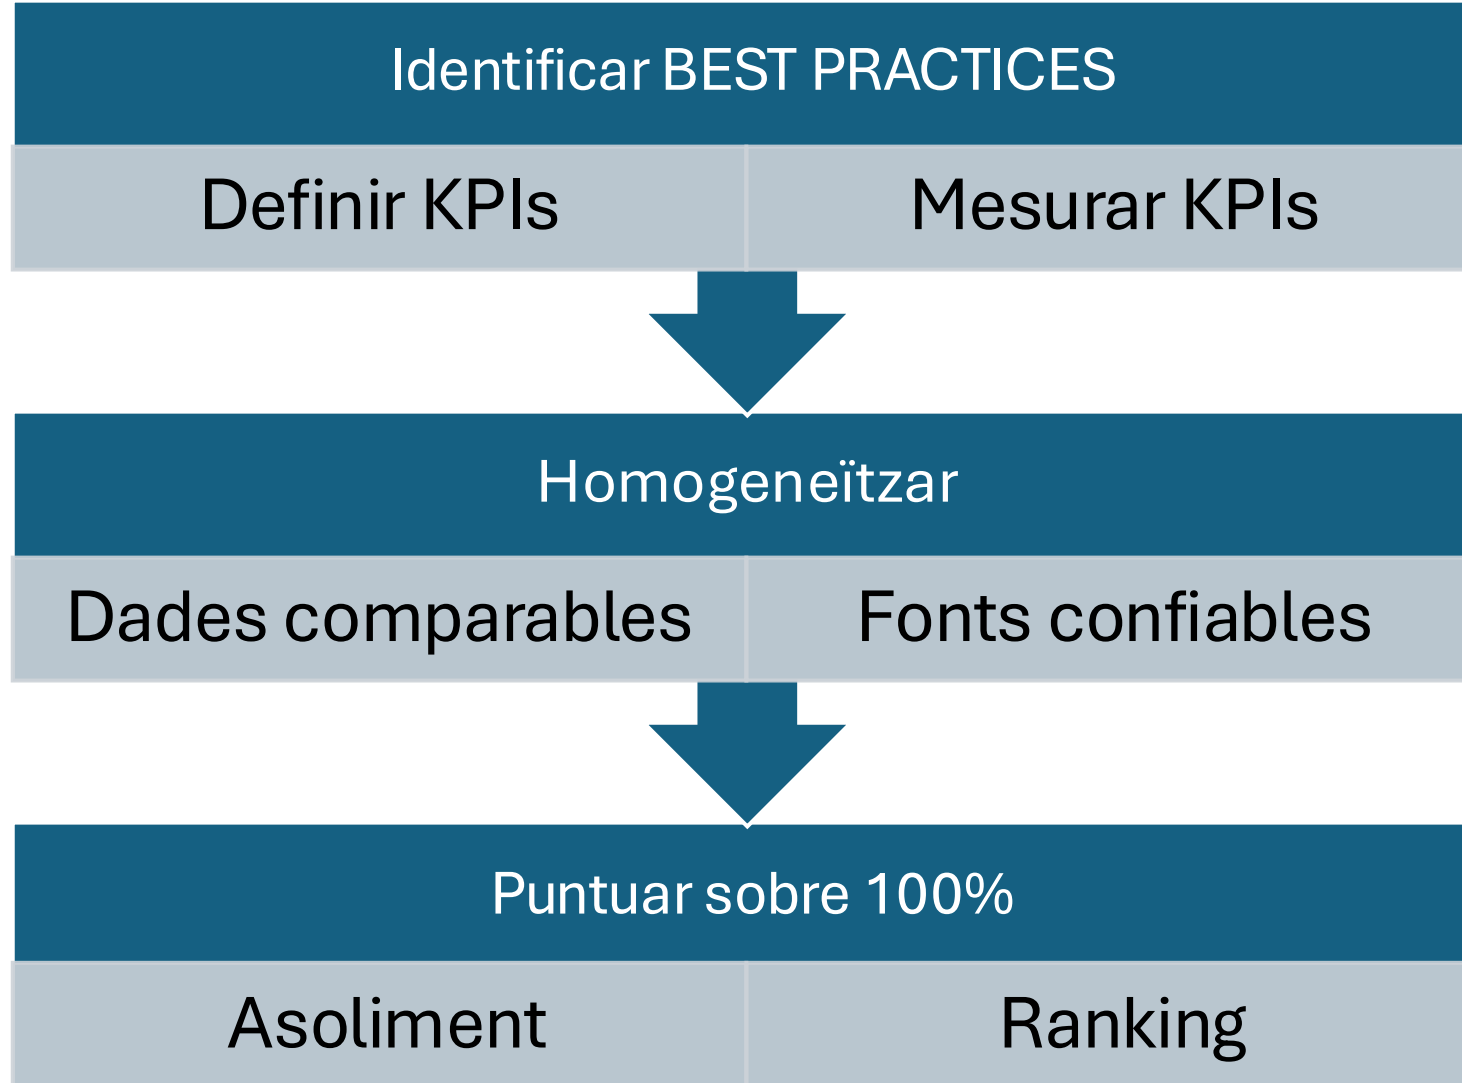 Identificar BEST PRACTICES
Definir KPIs
Mesurar KPIs
Homogeneïtzar
Dades comparables
Fonts confiables
Puntuar sobre 100%
Asoliment
Ranking